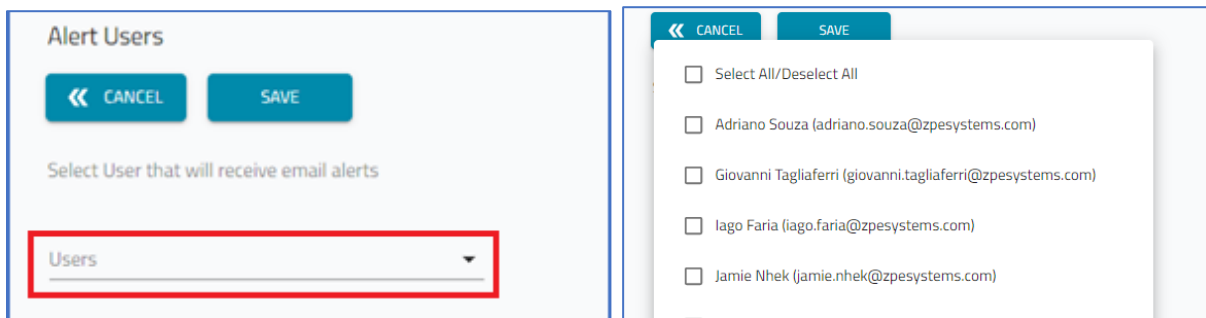 Alert Users
CANCEL SAVE
Select User that will receive email alerts
Users
CANCEL SAVE
Select All/Deselect All
Adriano Souza (adriano.souza@zpesystems.com)
Giovanni Tagliaferri (giovanni.tagliaferri@zpesystems.com)
Iago Faria (iago.faria@zpesystems.com)
Jamie Nhek (jamie.nhek@zpesystems.com)